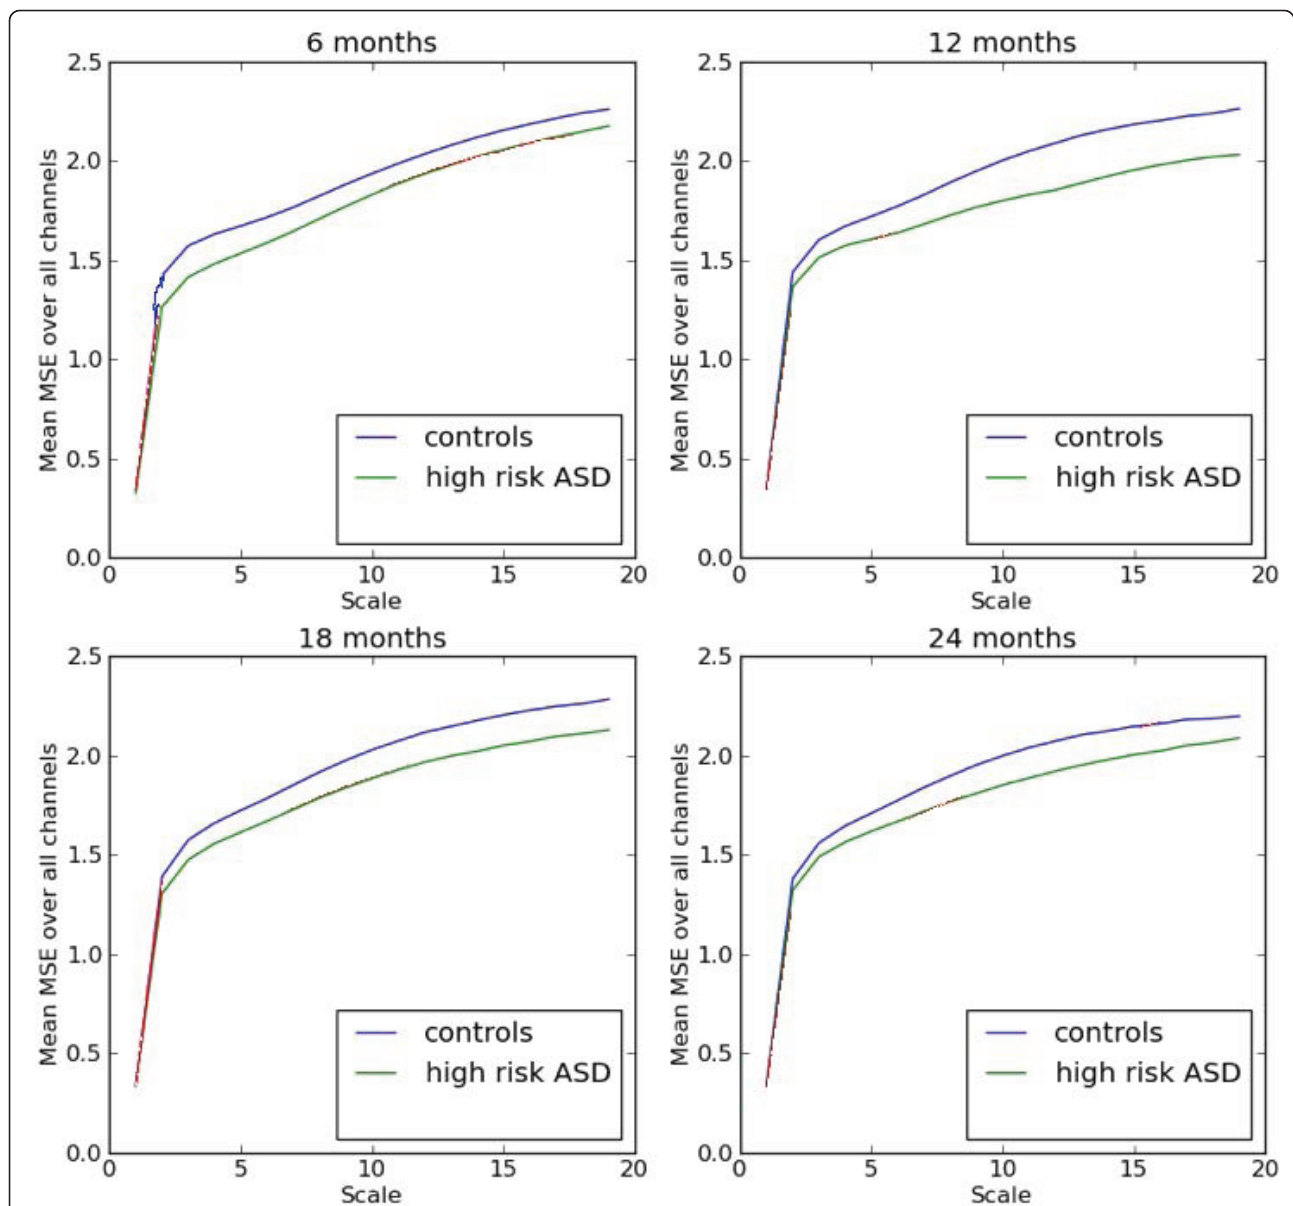 6 months
2.5
2.0
1.5
1.0
0.5
0.0
Mean MSE over all channels
controls
high risk ASD
0 5 10 15 20
Scale
12 months
2.5
2.0
1.5
1.0
0.5
0.0
Mean MSE over all channels
controls
high risk ASD
0 5 10 15 20
Scale
18 months
2.5
2.0
1.5
1.0
0.5
0.0
Mean MSE over all channels
controls
high risk ASD
0 5 10 15 20
Scale
24 months
2.5
2.0
1.5
1.0
0.5
0.0
Mean MSE over all channels
controls
high risk ASD
0 5 10 15 20
Scale